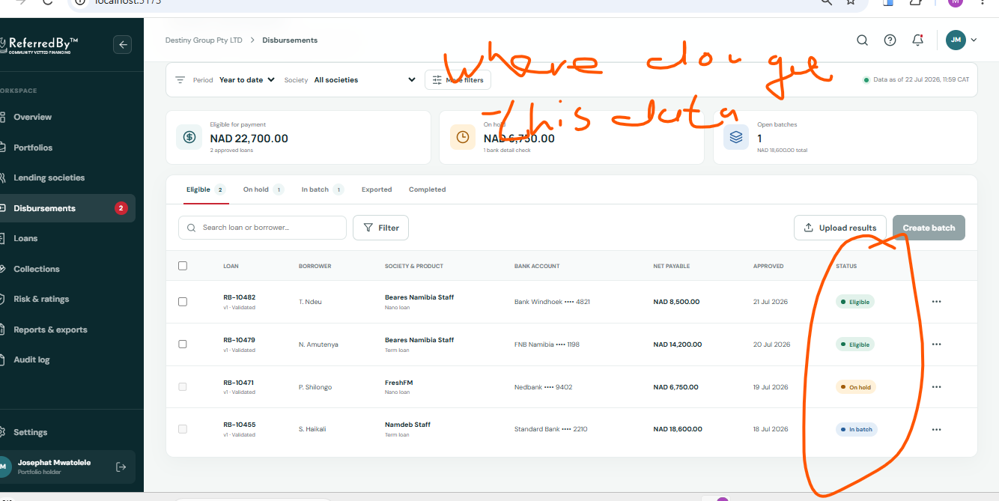 localhost:5173
M
ReferredBy™
COMMUNITY VETTED FINANCING
Destiny Group Pty LTD > Disbursements
JM
where do u get
this data
Period Year to date Society All societies More filters
Data as of 22 Jul 2026, 11:59 CAT
ORKSPACE
Overview
Portfolios
Lending societies
Disbursements 2
Loans
Collections
Risk & ratings
Reports & exports
Audit log
Settings
M
Josephat Mwatolele
Portfolio holder
Eligible for payment
NAD 22,700.00
2 approved loans
On hold
NAD 6,750.00
1 bank detail check
Open batches
1
NAD 18,600.00 total
Eligible 2 On hold 1 In batch 1 Exported Completed
Search loan or borrower... Filter Upload results Create batch
LOAN BORROWER SOCIETY & PRODUCT BANK ACCOUNT NET PAYABLE APPROVED STATUS
RB-10482 T. Ndeu Beares Namibia Staff Bank Windhoek •••• 4821 NAD 8,500.00 21 Jul 2026 Eligible
v1 · Validated Nano loan
RB-10479 N. Amutenya Beares Namibia Staff FNB Namibia •••• 1198 NAD 14,200.00 20 Jul 2026 Eligible
v1 · Validated Term loan
RB-10471 P. Shilongo FreshFM Nedbank •••• 9402 NAD 6,750.00 19 Jul 2026 On hold
v1 · Validated Nano loan
RB-10455 S. Haikali Namdeb Staff Standard Bank •••• 2210 NAD 18,600.00 18 Jul 2026 In batch
v1 · Validated Term loan